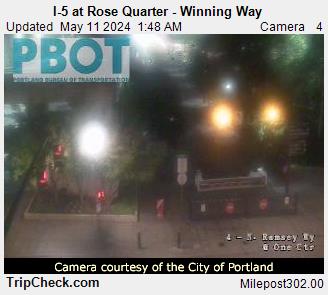 I-5 at Rose Quarter - Winning Way
Updated May 11 2024 1:48 AM Camera 4
PBOT
PORTLAND BUREAU OF TRANSPORTATION
4 - N. Ramsey Wy
@ One Ctr
Camera courtesy of the City of Portland
TripCheck.com Milepost302.00